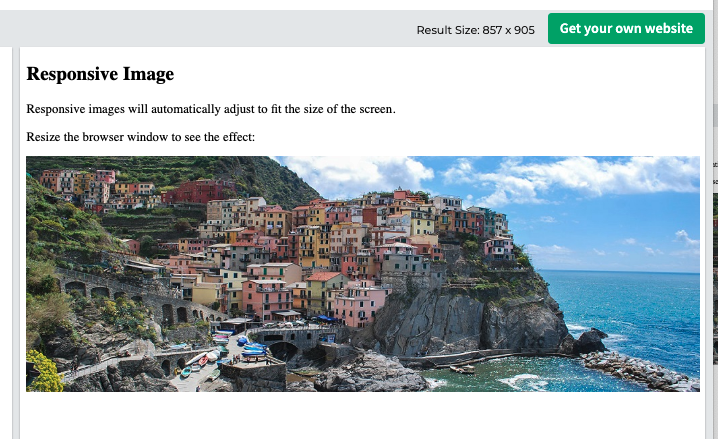 Result Size: 857 x 905
Get your own website
Responsive Image
Responsive images will automatically adjust to fit the size of the screen.
Resize the browser window to see the effect: